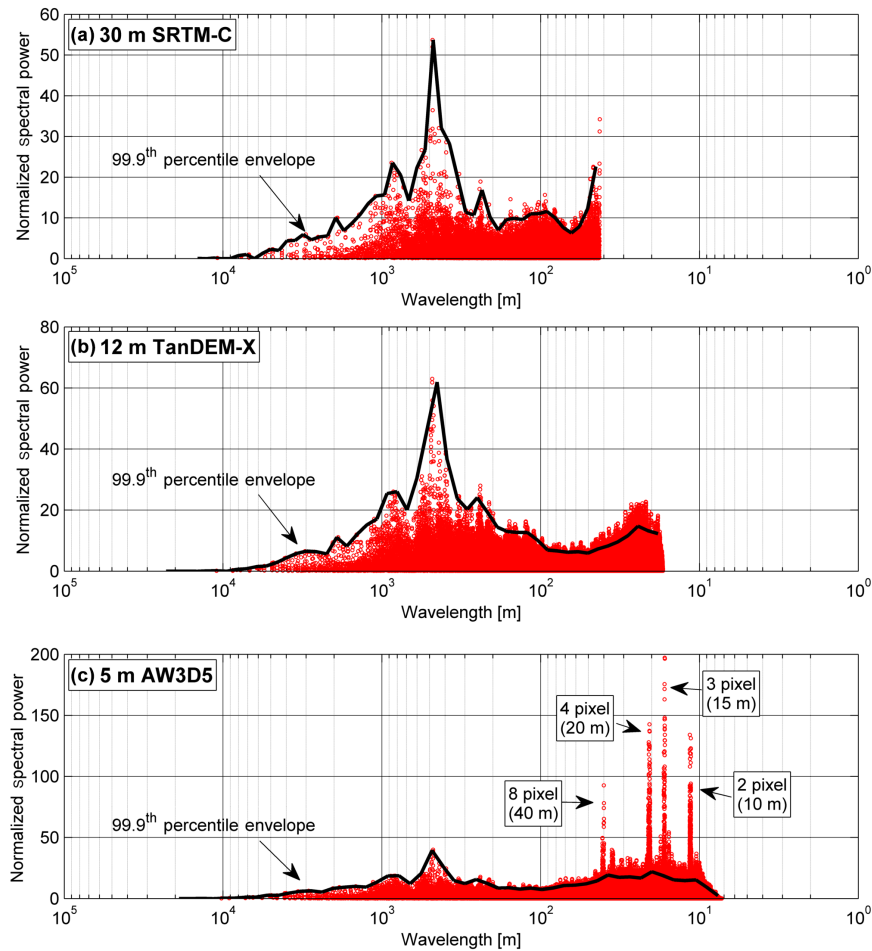 (a) 30 m SRTM-C
Normalized spectral power
60
50
40
30
20
10
0
99.9th percentile envelope
10^5 10^4 10^3 10^2 10^1 10^0
Wavelength [m]
(b) 12 m TanDEM-X
Normalized spectral power
80
60
40
20
0
99.9th percentile envelope
10^5 10^4 10^3 10^2 10^1 10^0
Wavelength [m]
(c) 5 m AW3D5
Normalized spectral power
200
150
100
50
0
99.9th percentile envelope
8 pixel
(40 m)
4 pixel
(20 m)
3 pixel
(15 m)
2 pixel
(10 m)
10^5 10^4 10^3 10^2 10^1 10^0
Wavelength [m]